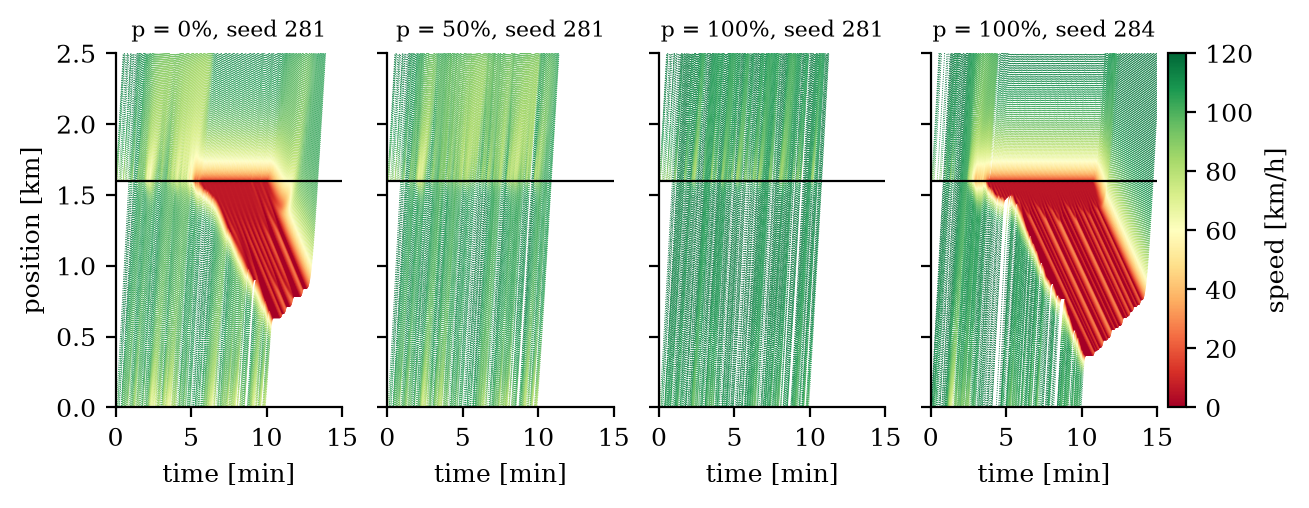 p = 0%, seed 281
p = 50%, seed 281
p = 100%, seed 281
p = 100%, seed 284
2.5
2.0
1.5
1.0
0.5
0.0
position [km]
0 5 10 15
0 5 10 15
0 5 10 15
0 5 10 15
time [min]
time [min]
time [min]
time [min]
120
100
80
60
40
20
0
speed [km/h]